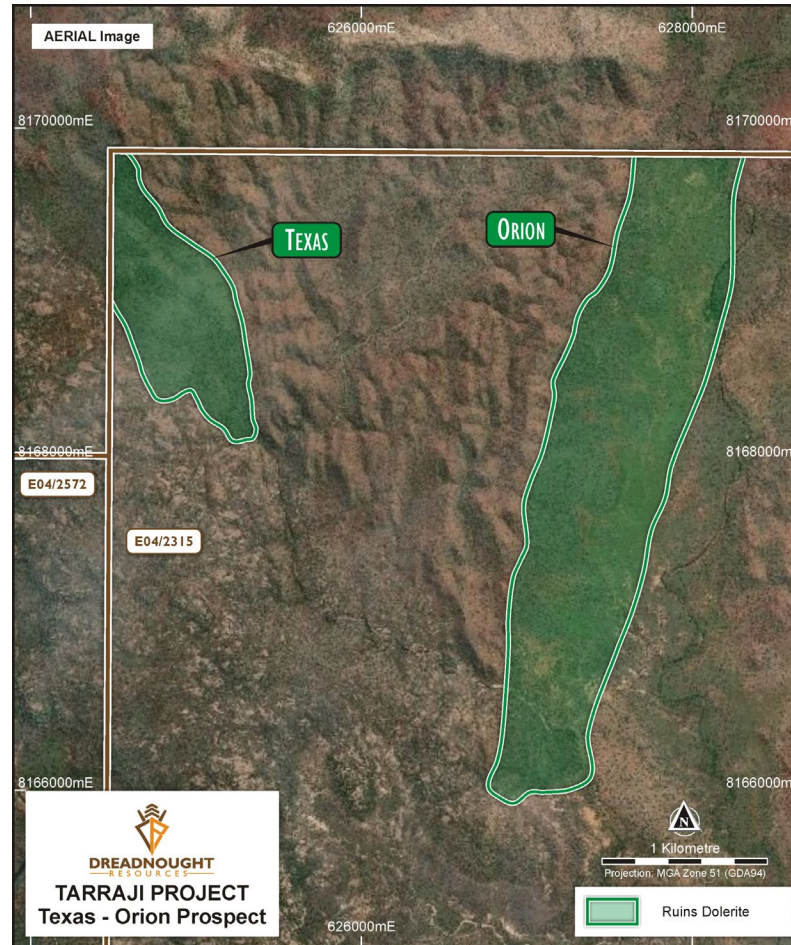 AERIAL Image
626000mE
628000mE
8170000mE
8170000mE
TEXAS
ORION
8168000mE
8168000mE
E04/2572
E04/2315
8166000mE
8166000mE
DREADNOUGHT
RESOURCES
TARRAJI PROJECT
Texas - Orion Prospect
626000mE
N
1 Kilometre
Projection: MGA Zone 51 (GDA94)
Ruins Dolerite